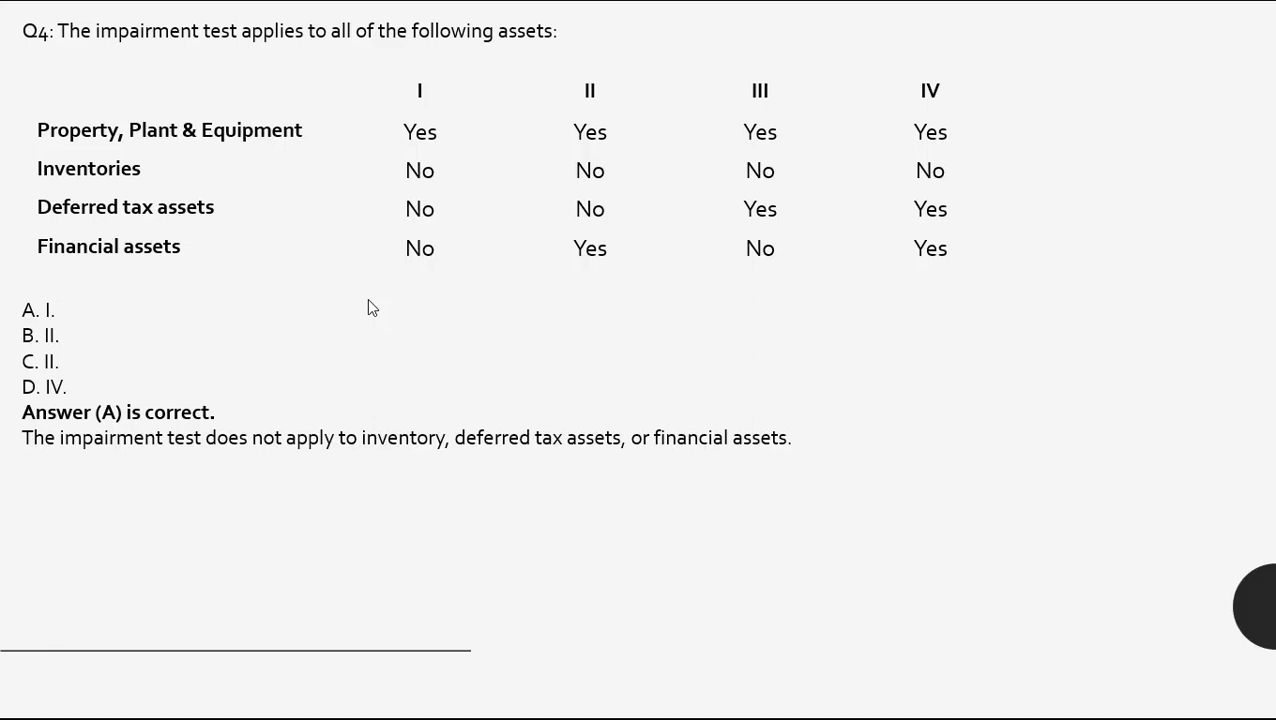 Q4: The impairment test applies to all of the following assets:
I II III IV
Property, Plant & Equipment Yes Yes Yes Yes
Inventories No No No No
Deferred tax assets No No Yes Yes
Financial assets No Yes No Yes
A. I.
B. II.
C. II.
D. IV.
Answer (A) is correct.
The impairment test does not apply to inventory, deferred tax assets, or financial assets.